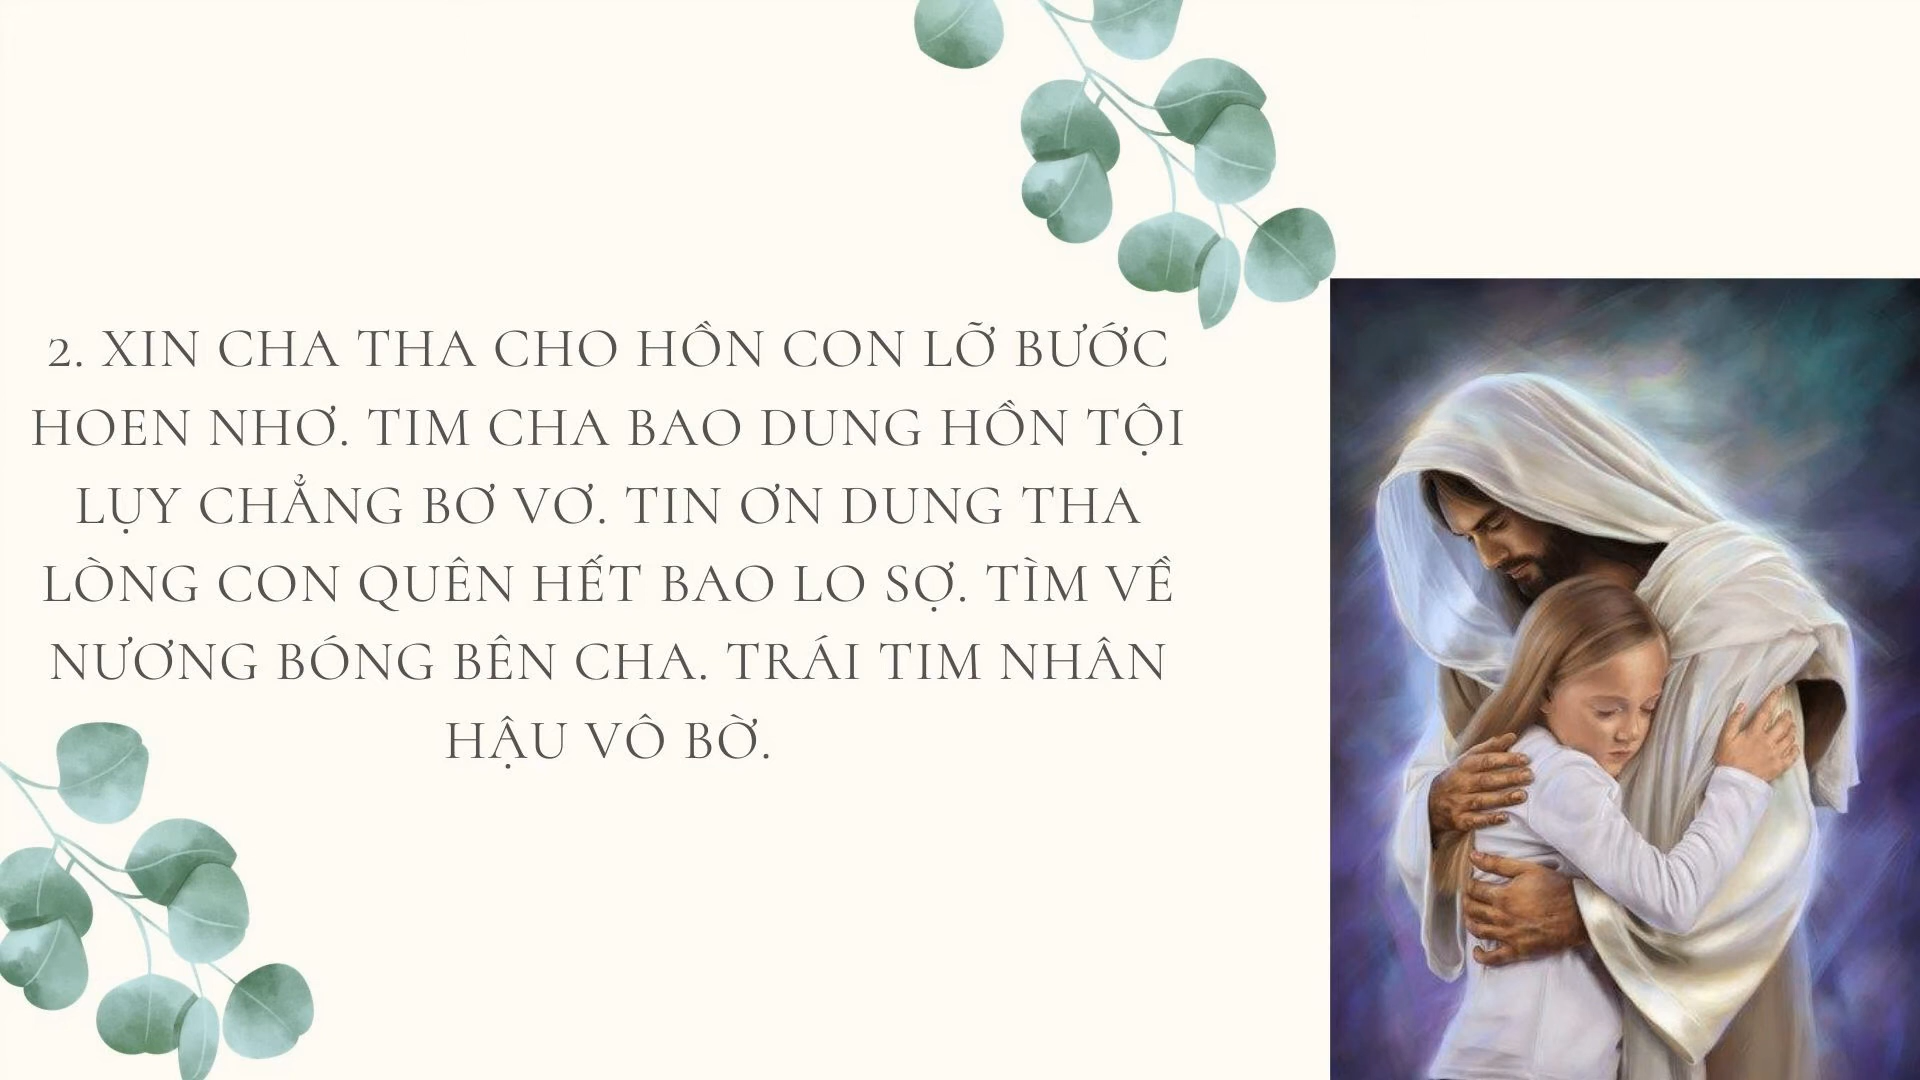 2. XIN CHA THA CHO HỒN CON LỠ BƯỚC
HOEN NHƠ. TIM CHA BAO DUNG HỒN TỘI
LỤY CHẲNG BƠ VƠ. TIN ƠN DUNG THA
LÒNG CON QUÊN HẾT BAO LO SỢ. TÌM VỀ
NƯƠNG BÓNG BÊN CHA. TRÁI TIM NHÂN
HẬU VÔ BỜ.